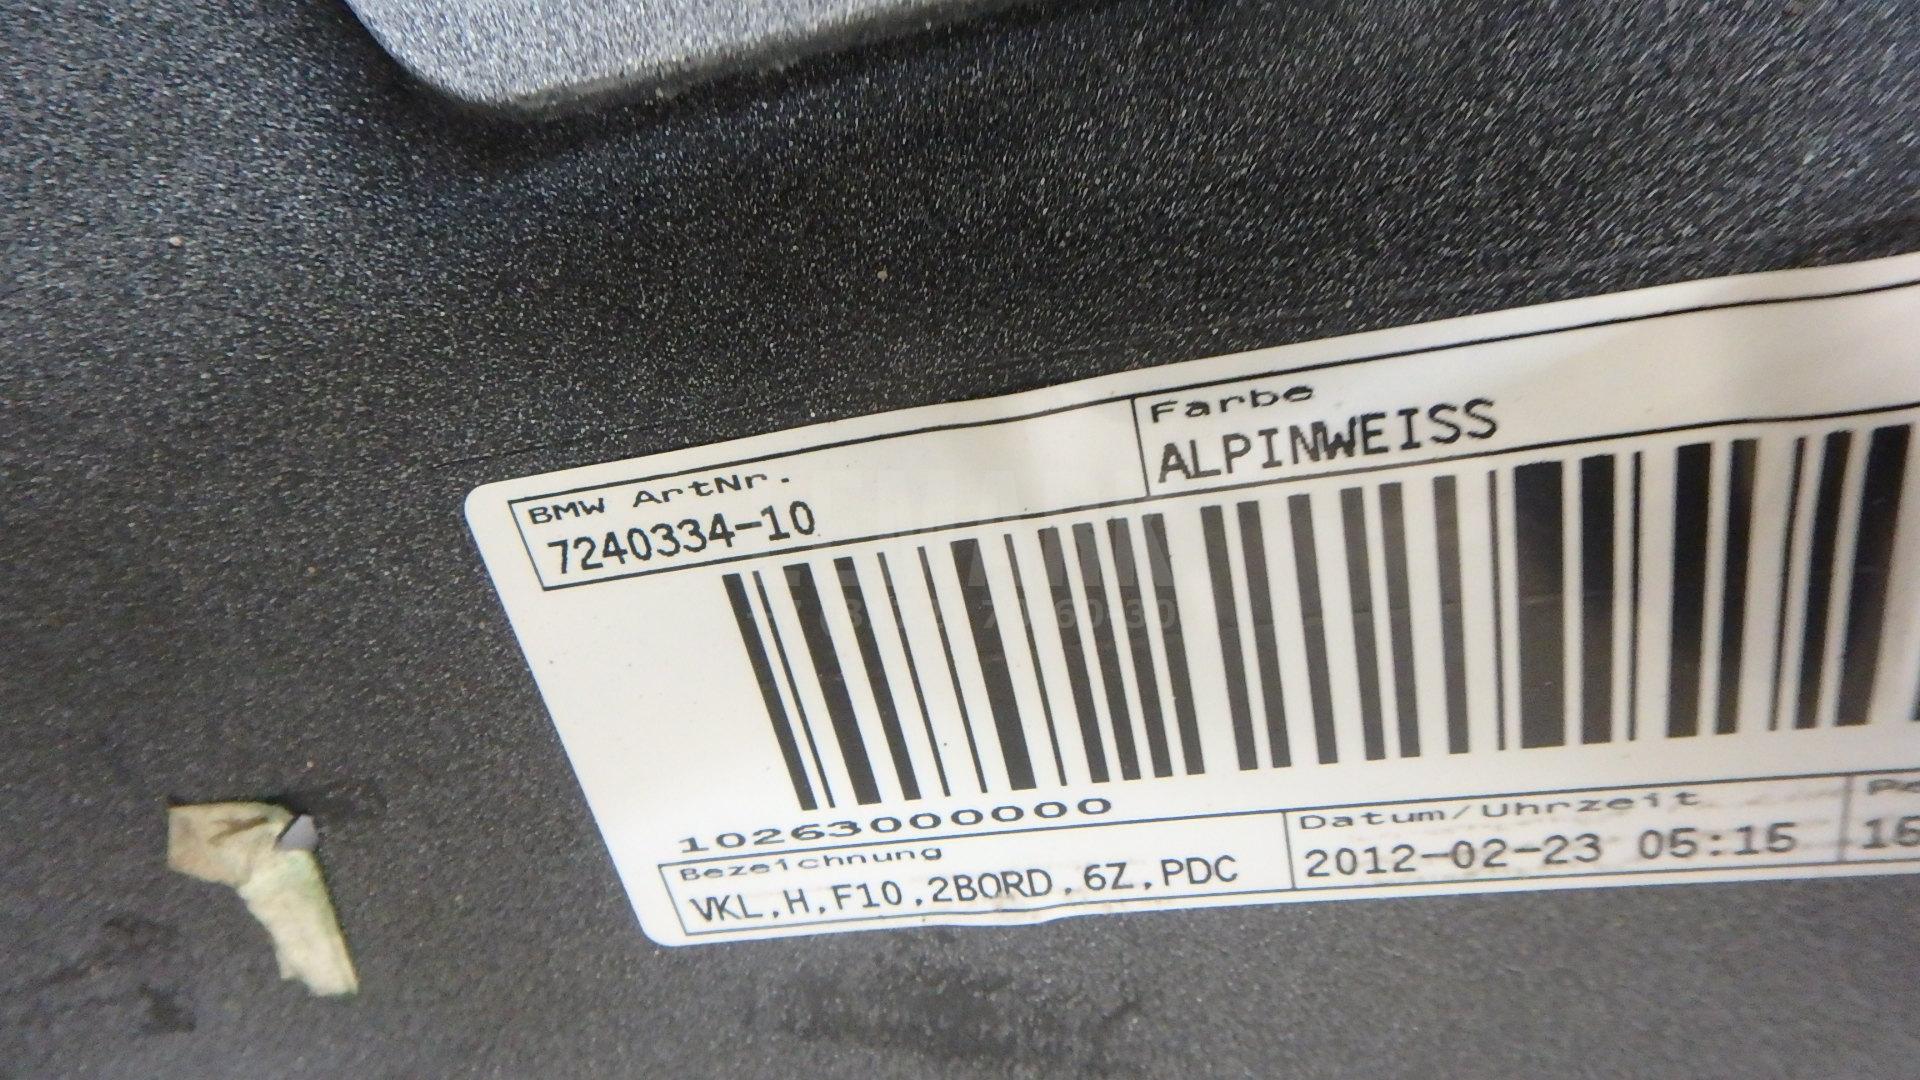 BMW ArtNr.
7240334-10
Farbe
ALPINWEISS
10263000000
Bezeichnung
VKL,H,F10,2BORD,6Z,PDC
Datum/Uhrzeit
2012-02-23 05:15